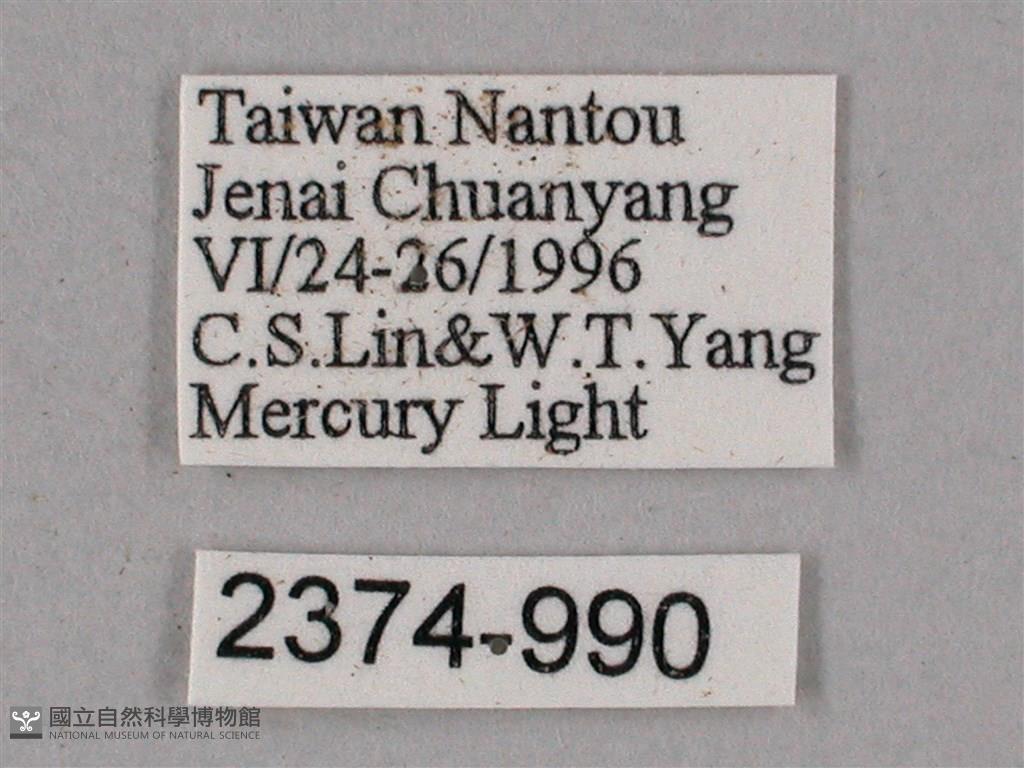 Taiwan Nantou
Jenai Chuanyang
VI/24-26/1996
C.S.Lin&W.T.Yang
Mercury Light
2374-990
國立自然科學博物館
NATIONAL MUSEUM OF NATURAL SCIENCE